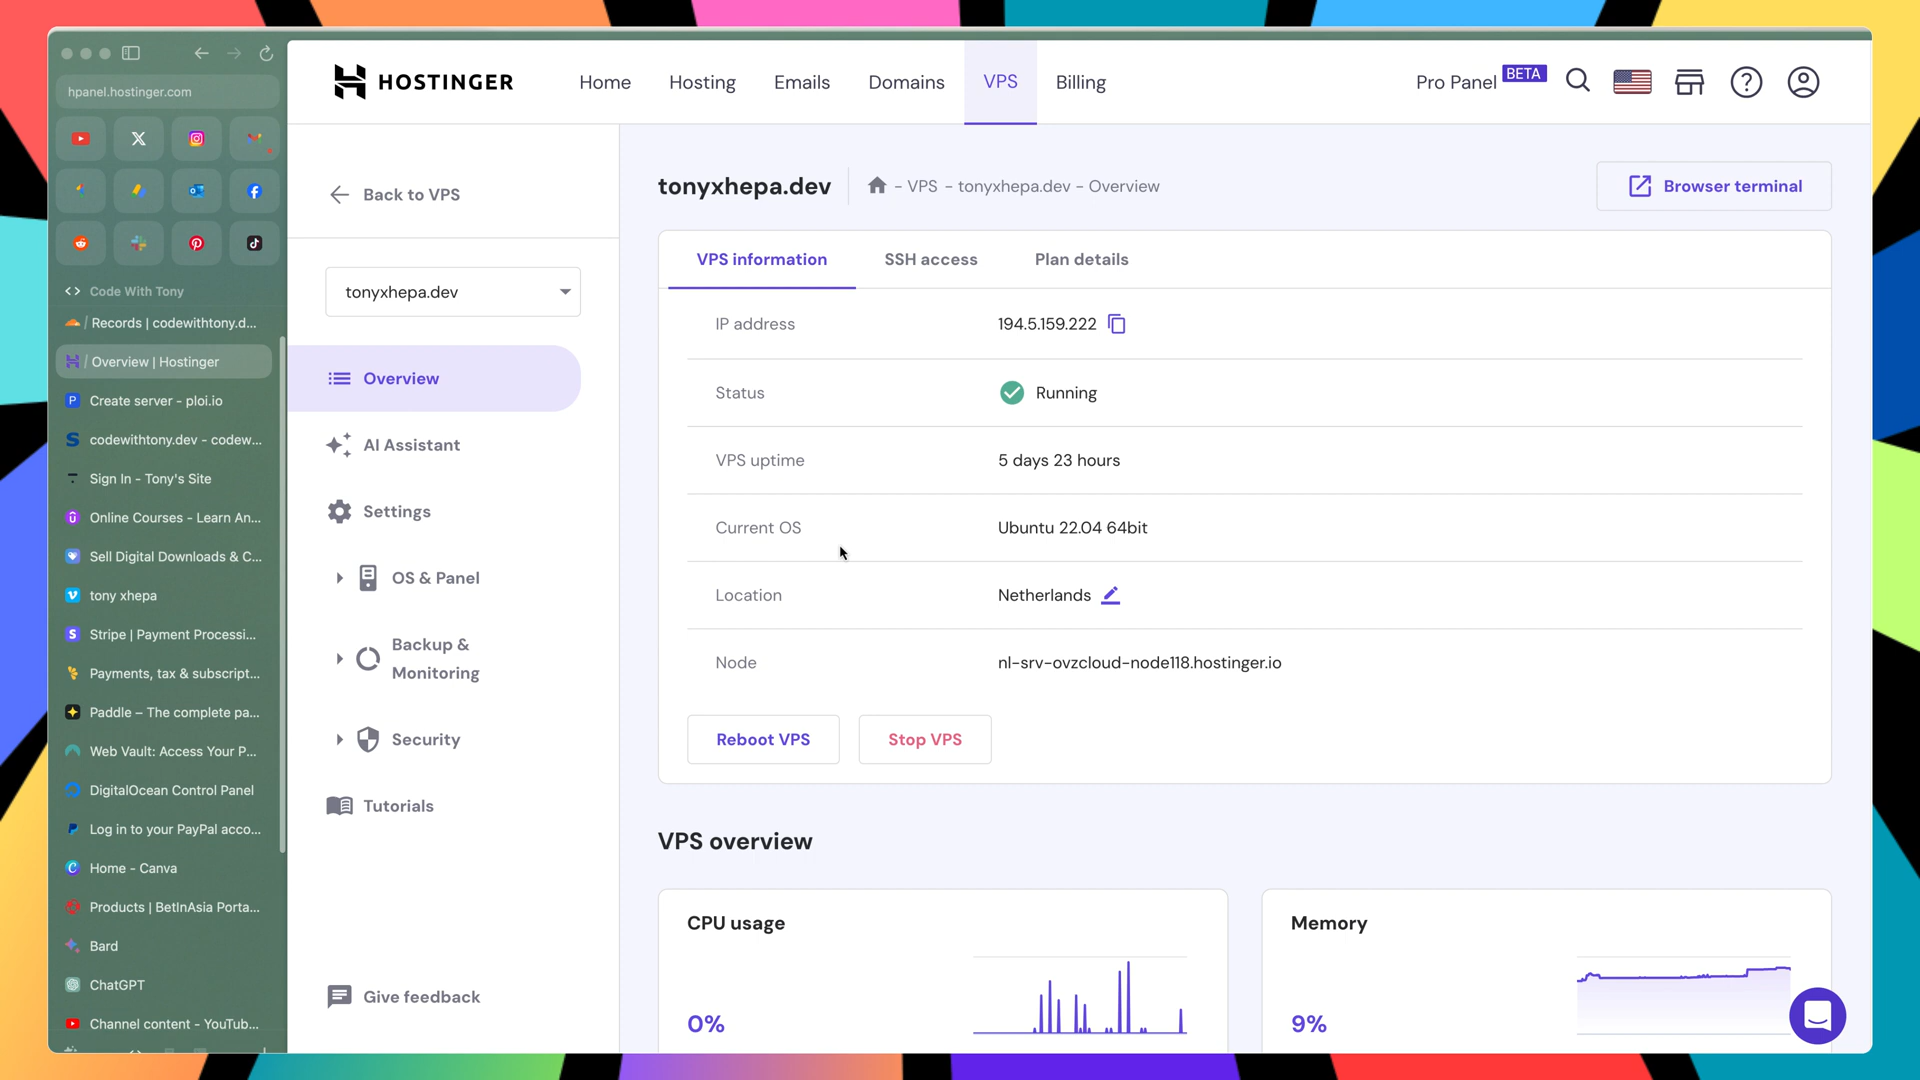 hpanel.hostinger.com
Code With Tony
/ Records | codewithtony.d...
/ Overview | Hostinger
Create server - ploi.io
codewithtony.dev - codew...
Sign In - Tony's Site
Online Courses - Learn An...
Sell Digital Downloads & C...
tony xhepa
Stripe | Payment Processi...
Payments, tax & subscript...
Paddle – The complete pa...
Web Vault: Access Your P...
DigitalOcean Control Panel
Log in to your PayPal acco...
Home - Canva
Products | BetInAsia Porta...
Bard
ChatGPT
Channel content - YouTub...
HOSTINGER
Home
Hosting
Emails
Domains
VPS
Billing
Pro Panel BETA
Back to VPS
tonyxhepa.dev
Overview
AI Assistant
Settings
OS & Panel
Backup &
Monitoring
Security
Tutorials
Give feedback
tonyxhepa.dev
- VPS - tonyxhepa.dev - Overview
Browser terminal
VPS information
SSH access
Plan details
IP address 194.5.159.222
Status Running
VPS uptime 5 days 23 hours
Current OS Ubuntu 22.04 64bit
Location Netherlands
Node nl-srv-ovzcloud-node118.hostinger.io
Reboot VPS
Stop VPS
VPS overview
CPU usage
0%
Memory
9%